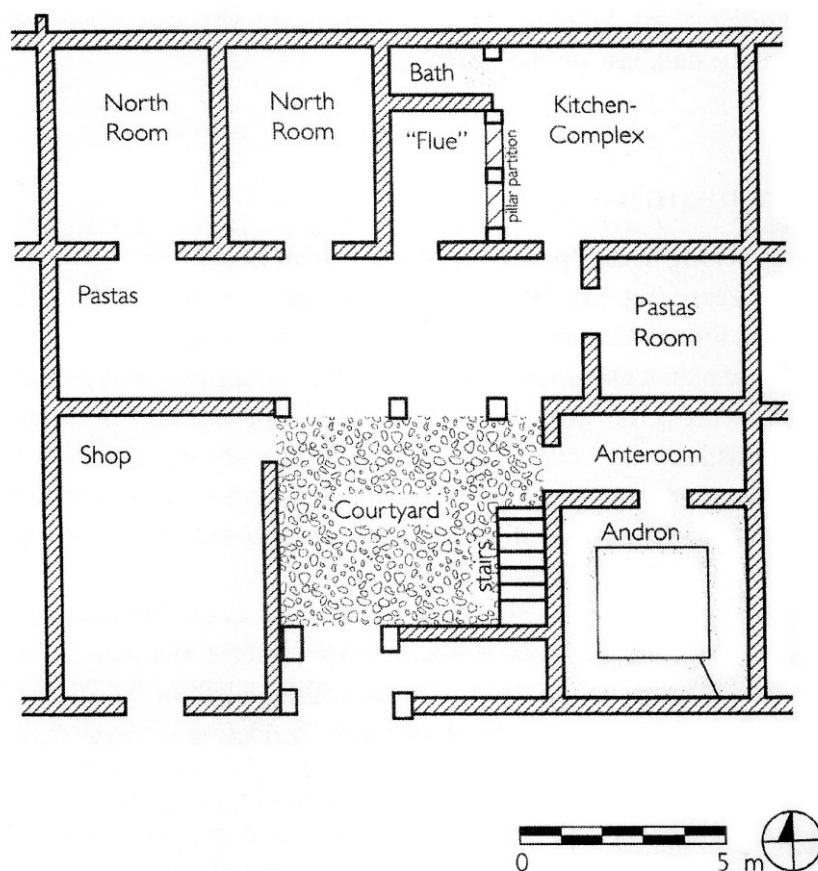 North
Room
North
Room
Bath
"Flue"
pillar partition
Kitchen-
Complex
Pastas
Pastas
Room
Shop
Courtyard
stairs
Anteroom
Andron
0 5 m